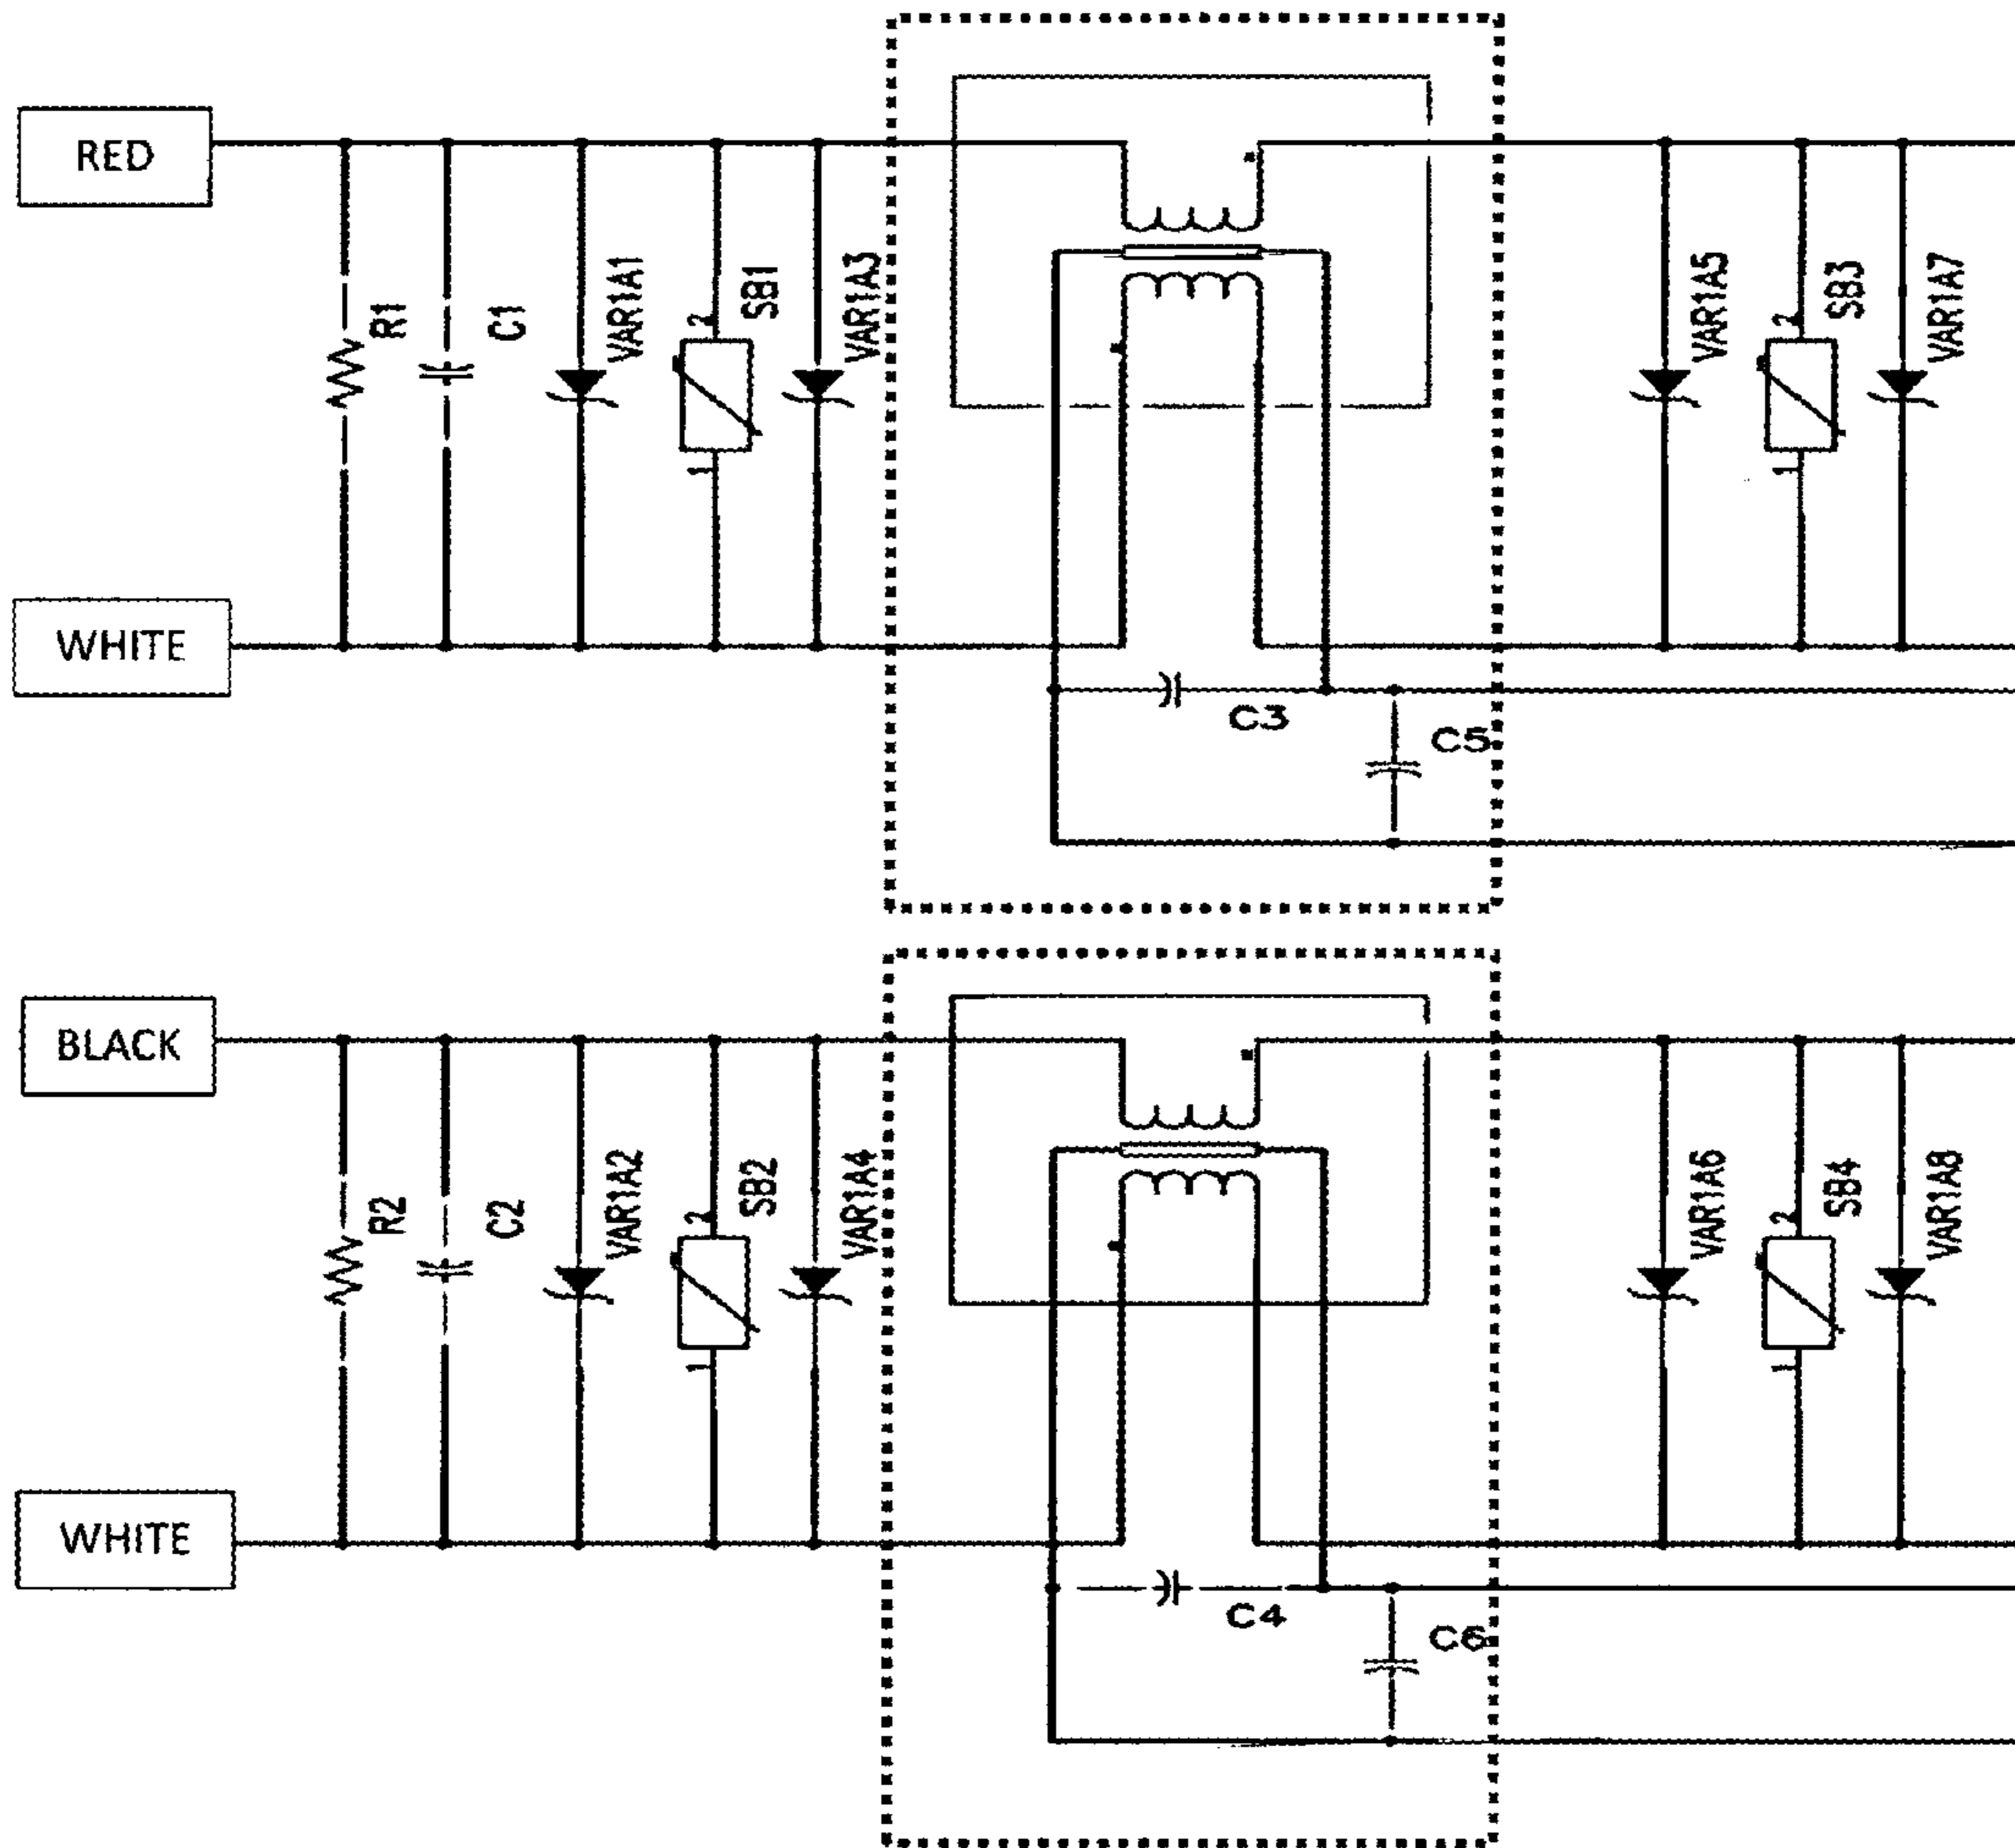 RED
R1
C1
VAR1A1
2
SB1
1
VAR1A3
VAR1A5
2
SB3
1
VAR1A7
WHITE
C3
C5
BLACK
R2
C2
VAR1A2
2
SB2
1
VAR1A4
VAR1A6
2
SB4
1
VAR1A8
WHITE
C4
C6